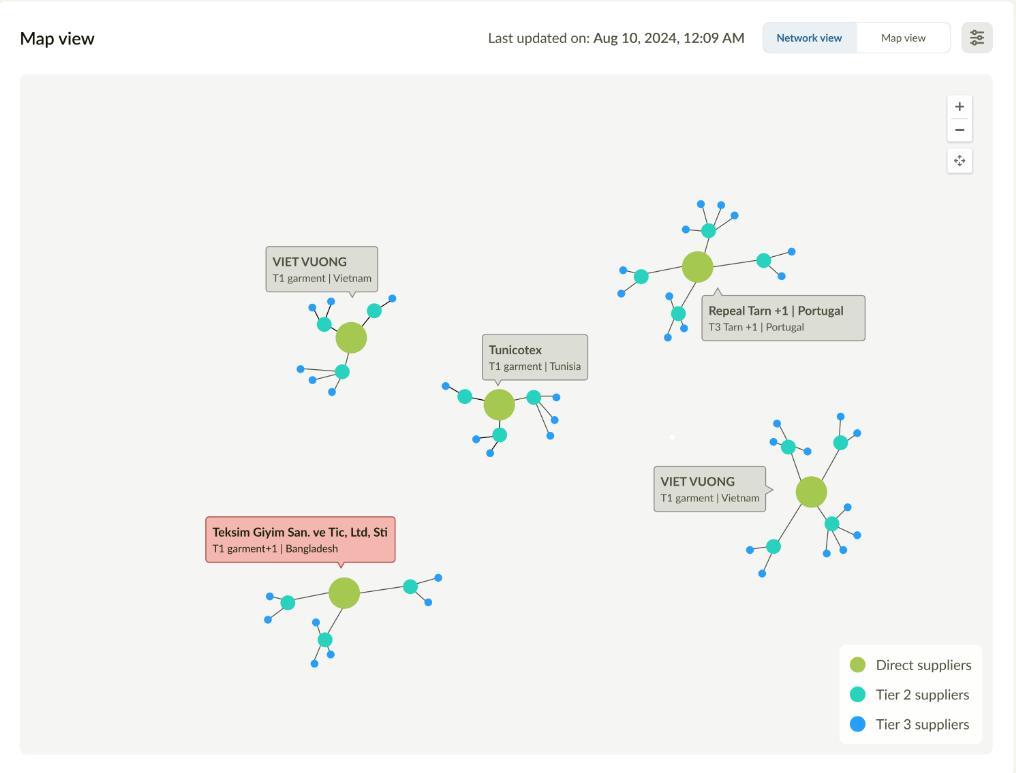 Map view
Last updated on: Aug 10, 2024, 12:09 AM
Network view
Map view
+
−
VIET VUONG
T1 garment | Vietnam
Repeal Tarn +1 | Portugal
T3 Tarn +1 | Portugal
Tunicotex
T1 garment | Tunisia
VIET VUONG
T1 garment | Vietnam
Teksim Giyim San. ve Tic, Ltd, Sti
T1 garment+1 | Bangladesh
Direct suppliers
Tier 2 suppliers
Tier 3 suppliers